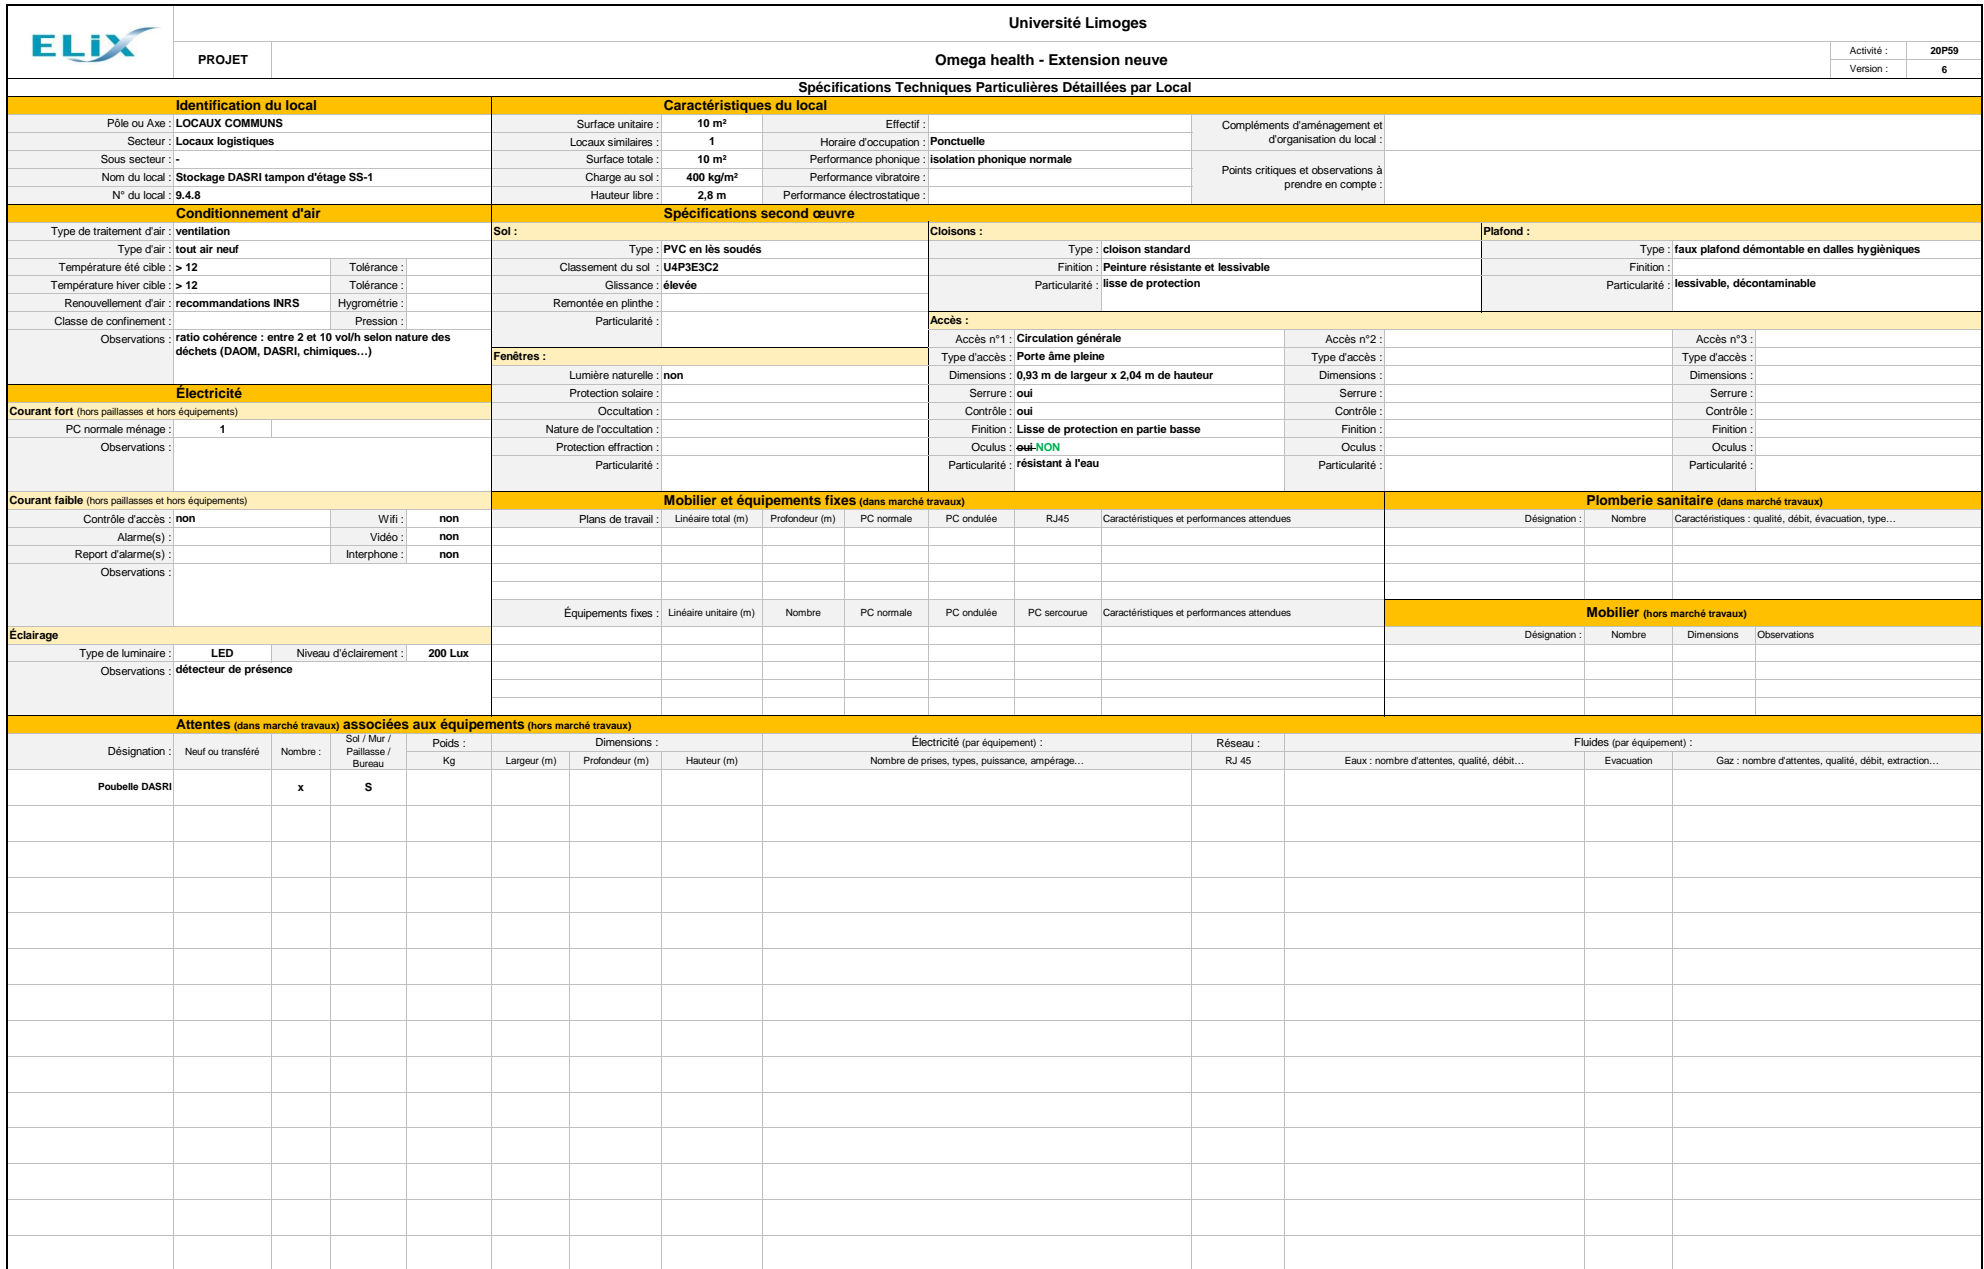 ELiX
Université Limoges
PROJET
Omega health - Extension neuve
Activité : 20P59
Version : 6
Spécifications Techniques Particulières Détaillées par Local
Identification du local
Pôle ou Axe : LOCAUX COMMUNS
Secteur : Locaux logistiques
Sous secteur : -
Nom du local : Stockage DASRI tampon d'étage SS-1
N° du local : 9.4.8
Caractéristiques du local
Surface unitaire : 10 m² Effectif :
Locaux similaires : 1 Horaire d'occupation : Ponctuelle
Surface totale : 10 m² Performance phonique : isolation phonique normale
Charge au sol : 400 kg/m² Performance vibratoire :
Hauteur libre : 2,8 m Performance électrostatique :
Compléments d'aménagement et
d'organisation du local :
Points critiques et observations à
prendre en compte :
Conditionnement d'air
Type de traitement d'air : ventilation
Type d'air : tout air neuf
Température été cible : > 12 Tolérance :
Température hiver cible : > 12 Tolérance :
Renouvellement d'air : recommandations INRS Hygrométrie :
Classe de confinement : Pression :
Observations : ratio cohérence : entre 2 et 10 vol/h selon nature des
déchets (DAOM, DASRI, chimiques…)
Spécifications second œuvre
Sol :
Type : PVC en lès soudés
Classement du sol : U4P3E3C2
Glissance : élevée
Remontée en plinthe :
Particularité :
Cloisons :
Type : cloison standard
Finition : Peinture résistante et lessivable
Particularité : lisse de protection
Plafond :
Type : faux plafond démontable en dalles hygièniques
Finition :
Particularité : lessivable, décontaminable
Fenêtres :
Lumière naturelle : non
Protection solaire :
Occultation :
Nature de l'occultation :
Protection effraction :
Particularité :
Accès :
Accès n°1 : Circulation générale Accès n°2 : Accès n°3 :
Type d'accès : Porte âme pleine Type d'accès : Type d'accès :
Dimensions : 0,93 m de largeur x 2,04 m de hauteur Dimensions : Dimensions :
Serrure : oui Serrure : Serrure :
Contrôle : oui Contrôle : Contrôle :
Finition : Lisse de protection en partie basse Finition : Finition :
Oculus : oui NON Oculus : Oculus :
Particularité : résistant à l'eau Particularité : Particularité :
Électricité
Courant fort (hors paillasses et hors équipements)
PC normale ménage : 1
Observations :
Courant faible (hors paillasses et hors équipements)
Contrôle d'accès : non Wifi : non
Alarme(s) : Vidéo : non
Report d'alarme(s) : Interphone : non
Observations :
Éclairage
Type de luminaire : LED Niveau d'éclairement : 200 Lux
Observations : détecteur de présence
Mobilier et équipements fixes (dans marché travaux)
Plans de travail : Linéaire total (m) Profondeur (m) PC normale PC ondulée RJ45 Caractéristiques et performances attendues
Équipements fixes : Linéaire unitaire (m) Nombre PC normale PC ondulée PC sercourue Caractéristiques et performances attendues
Plomberie sanitaire (dans marché travaux)
Désignation : Nombre Caractéristiques : qualité, débit, évacuation, type…
Mobilier (hors marché travaux)
Désignation : Nombre Dimensions Observations
Attentes (dans marché travaux) associées aux équipements (hors marché travaux)
Désignation : Neuf ou transféré Nombre : Sol / Mur /
Paillasse /
Bureau
Poids : Dimensions : Électricité (par équipement) : Réseau : Fluides (par équipement) :
Kg Largeur (m) Profondeur (m) Hauteur (m) Nombre de prises, types, puissance, ampérage… RJ 45 Eaux : nombre d'attentes, qualité, débit… Evacuation Gaz : nombre d'attentes, qualité, débit, extraction…
Poubelle DASRI x S